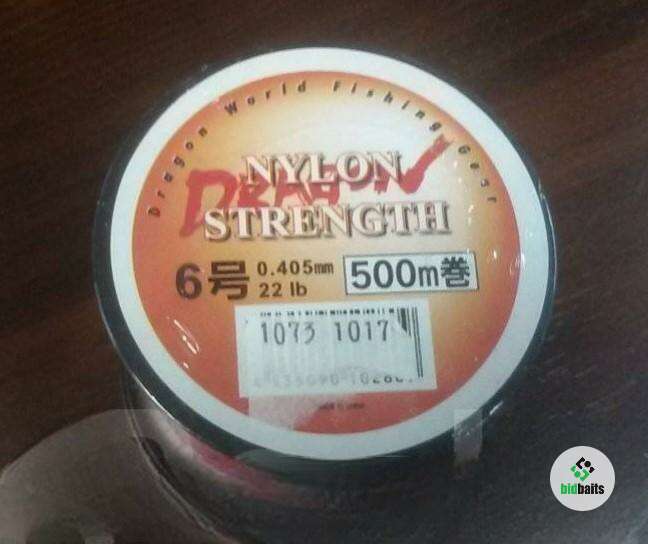 Dragon World Fishing Gear
DRAGON
NYLON
STRENGTH
6号 0.405mm 500m巻
22 lb
1073 1017
bidbaits